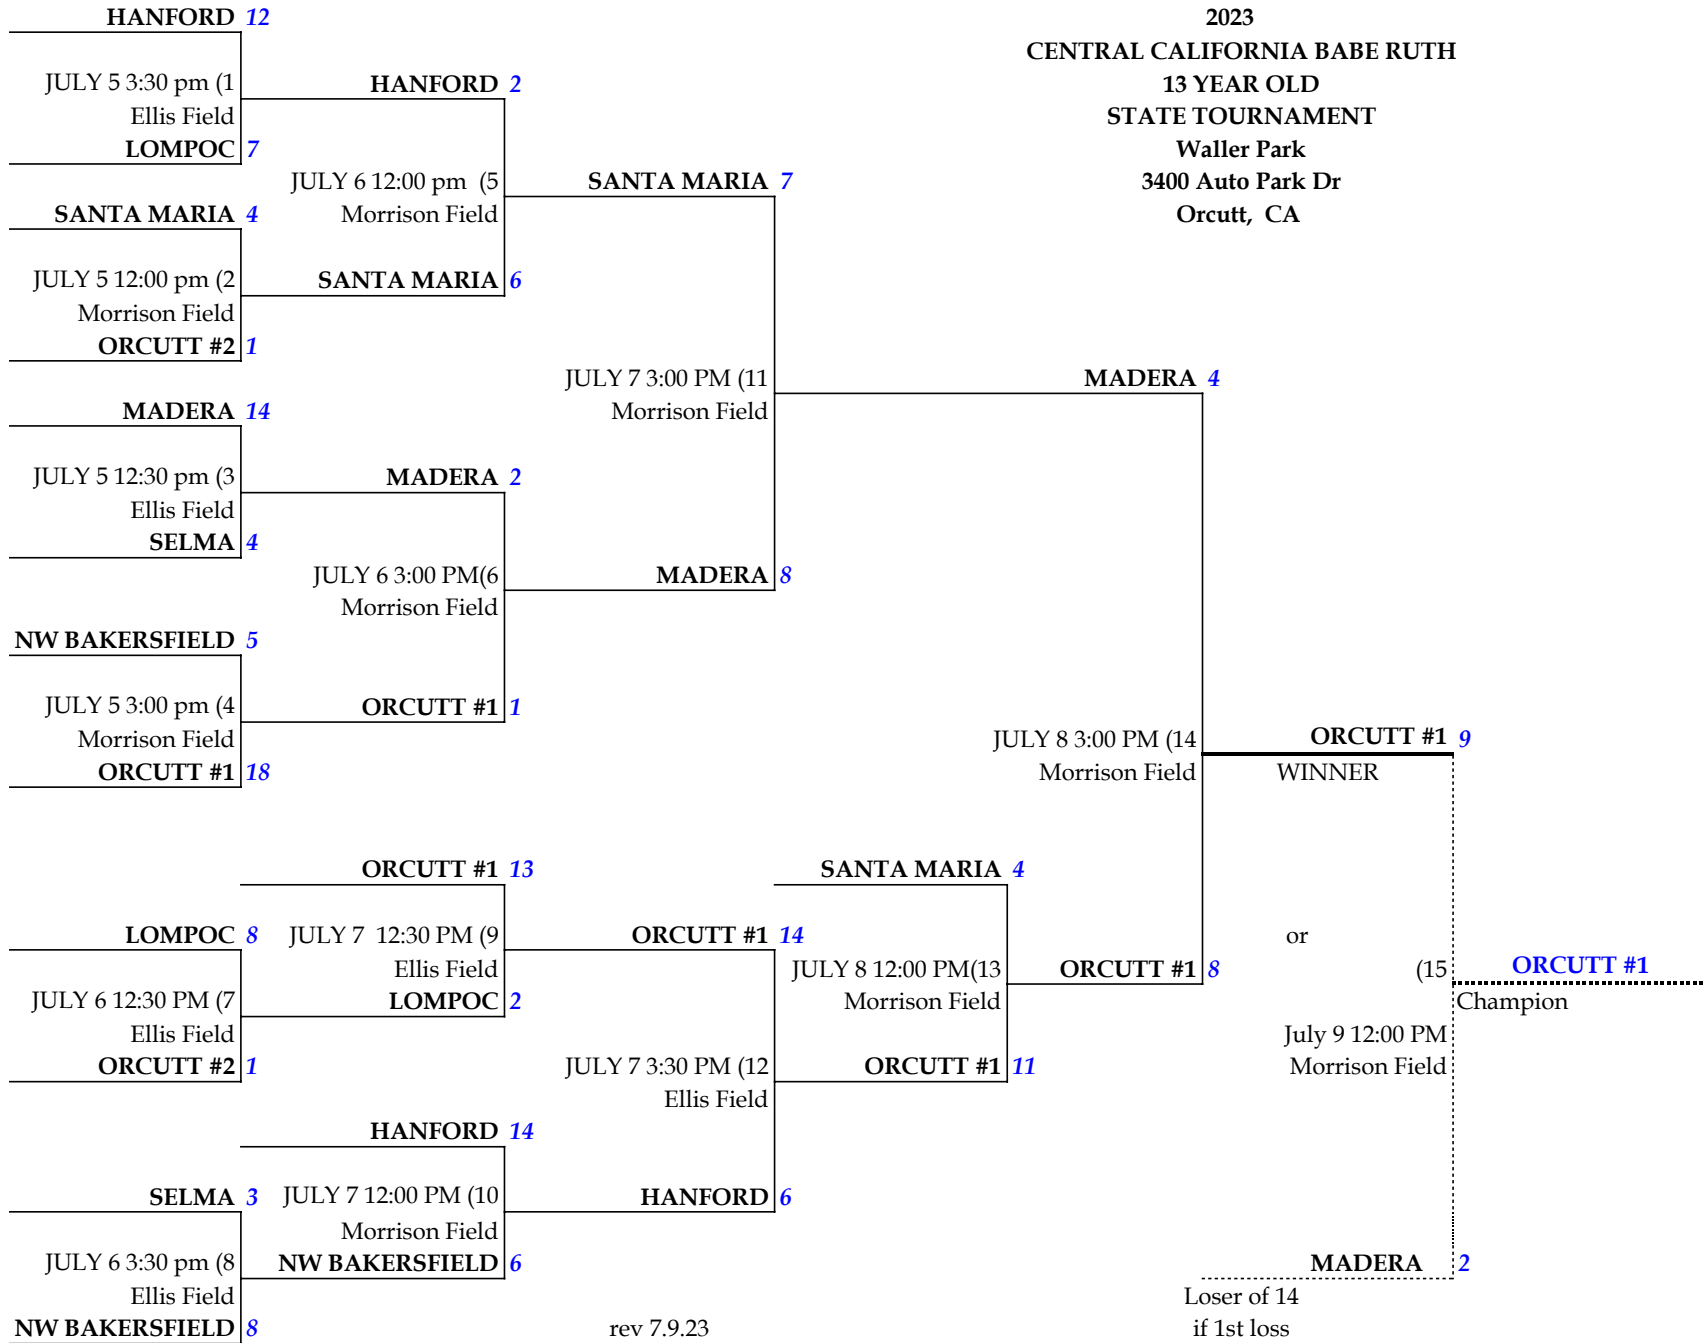 HANFORD 12
JULY 5 3:30 pm (1
Ellis Field
LOMPOC 7
SANTA MARIA 4
JULY 5 12:00 pm (2
Morrison Field
ORCUTT #2 1
MADERA 14
JULY 5 12:30 pm (3
Ellis Field
SELMA 4
NW BAKERSFIELD 5
JULY 5 3:00 pm (4
Morrison Field
ORCUTT #1 18
HANFORD 2
JULY 6 12:00 pm (5
Morrison Field
SANTA MARIA 6
MADERA 2
JULY 6 3:00 PM(6
Morrison Field
ORCUTT #1 1
SANTA MARIA 7
JULY 7 3:00 PM (11
Morrison Field
MADERA 8
2023
CENTRAL CALIFORNIA BABE RUTH
13 YEAR OLD
STATE TOURNAMENT
Waller Park
3400 Auto Park Dr
Orcutt, CA
MADERA 4
JULY 8 3:00 PM (14
Morrison Field
ORCUTT #1 9
WINNER
LOMPOC 8
JULY 6 12:30 PM (7
Ellis Field
ORCUTT #2 1
SELMA 3
JULY 6 3:30 pm (8
Ellis Field
NW BAKERSFIELD 8
ORCUTT #1 13
JULY 7 12:30 PM (9
Ellis Field
LOMPOC 2
HANFORD 14
JULY 7 12:00 PM (10
Morrison Field
NW BAKERSFIELD 6
ORCUTT #1 14
JULY 7 3:30 PM (12
Ellis Field
HANFORD 6
SANTA MARIA 4
JULY 8 12:00 PM(13
Morrison Field
ORCUTT #1 11
ORCUTT #1 8
or
(15
July 9 12:00 PM
Morrison Field
ORCUTT #1
Champion
MADERA 2
Loser of 14
if 1st loss
rev 7.9.23